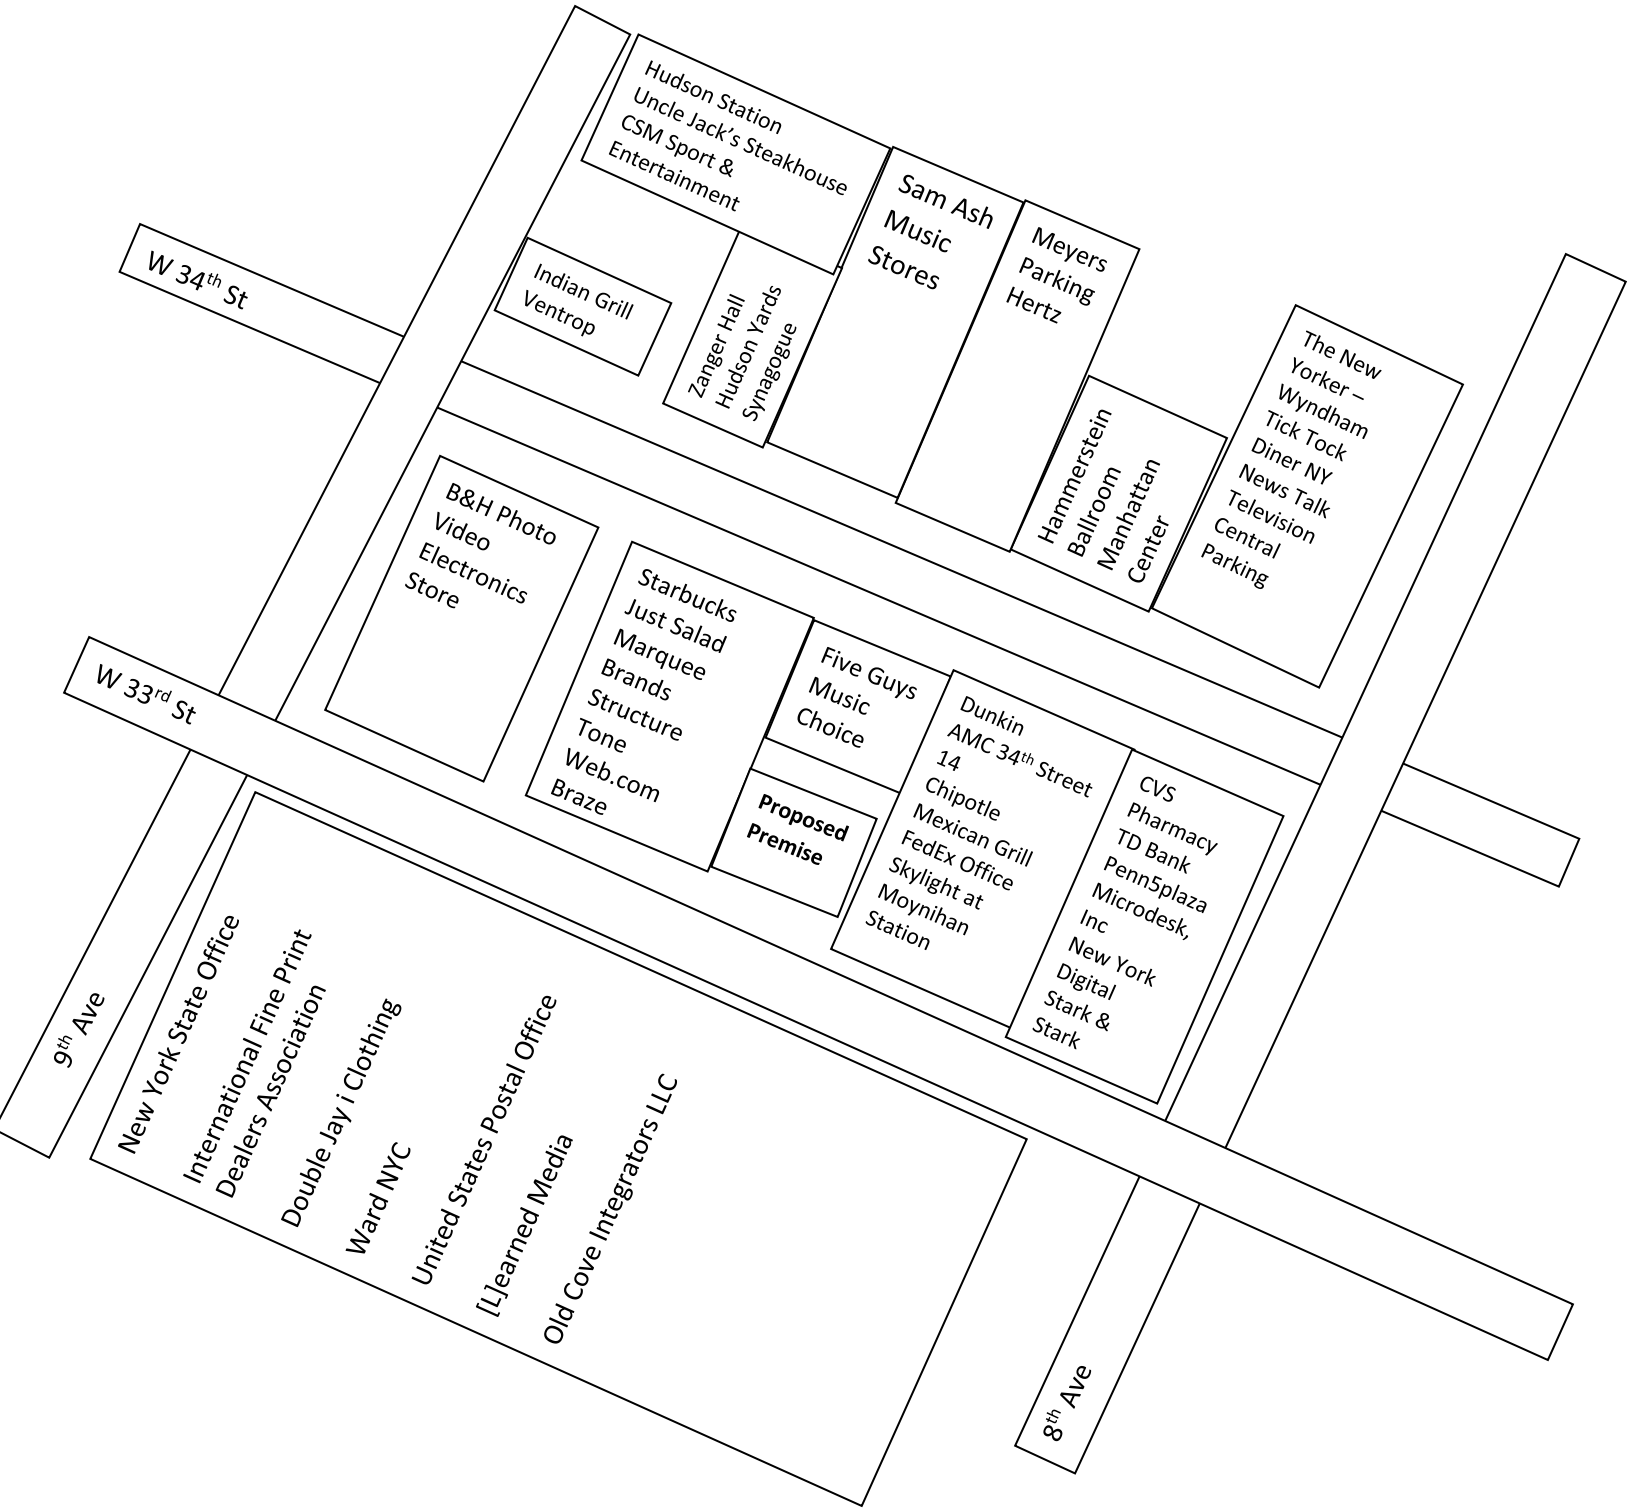 Hudson Station
Uncle Jack’s Steakhouse
CSM Sport &
Entertainment
Sam Ash
Music
Stores
Meyers
Parking
Hertz
W 34th St
Indian Grill
Ventrop
Zanger Hall
Hudson Yards
Synagogue
Hammerstein
Ballroom
Manhattan
Center
The New
Yorker –
Wyndham
Tick Tock
Diner NY
News Talk
Television
Central
Parking
B&H Photo
Video
Electronics
Store
Starbucks
Just Salad
Marquee
Brands
Structure
Tone
Web.com
Braze
Five Guys
Music
Choice
Proposed
Premise
Dunkin
AMC 34th Street
14
Chipotle
Mexican Grill
FedEx Office
Skylight at
Moynihan
Station
CVS
Pharmacy
TD Bank
Penn5plaza
Microdesk,
Inc
New York
Digital
Stark &
Stark
W 33rd St
9th Ave
New York State Office
International Fine Print
Dealers Association
Double Jay i Clothing
Ward NYC
United States Postal Office
[L]earned Media
Old Cove Integrators LLC
8th Ave